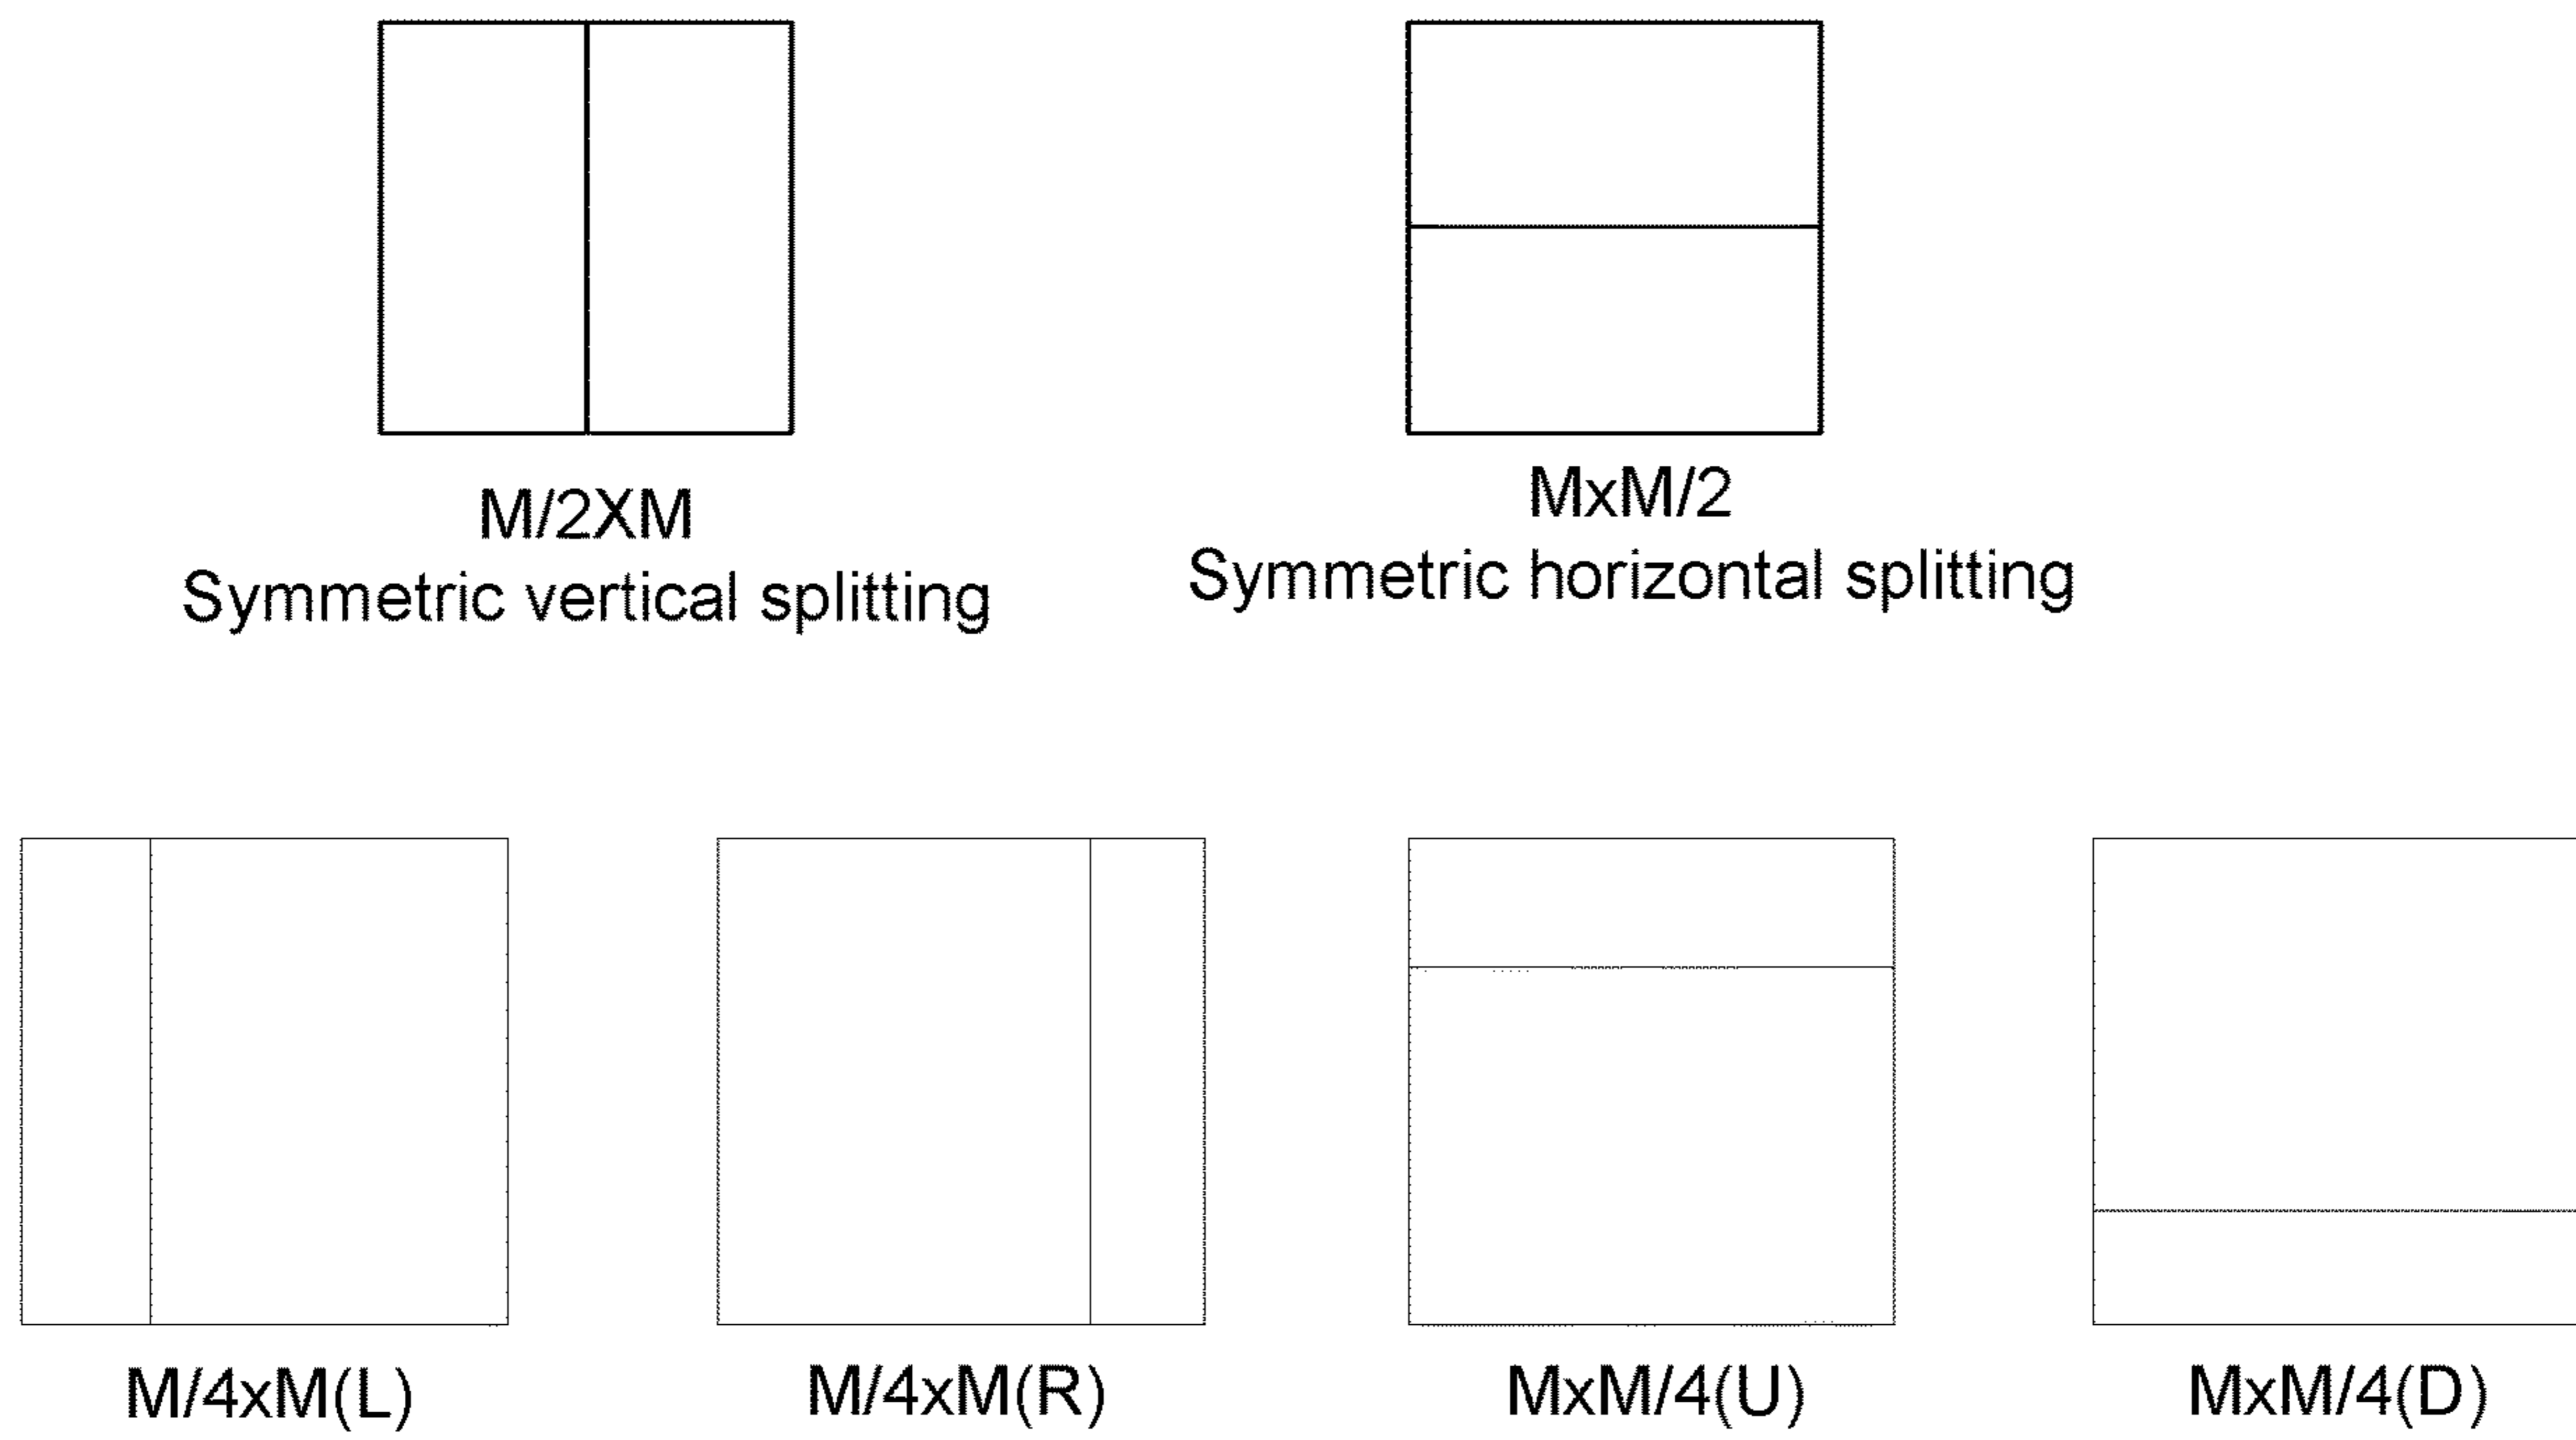 M/2XM
Symmetric vertical splitting
MxM/2
Symmetric horizontal splitting
M/4xM(L)
M/4xM(R)
MxM/4(U)
MxM/4(D)